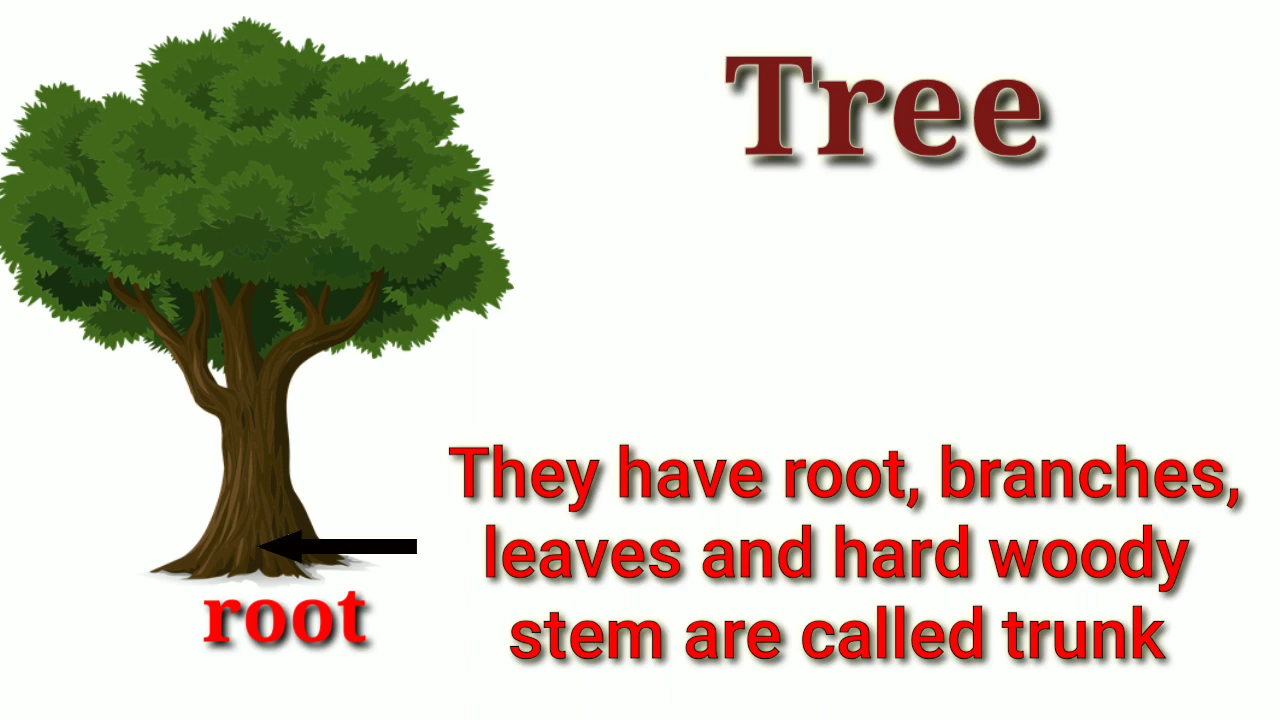 Tree
They have root, branches,
leaves and hard woody
stem are called trunk
root